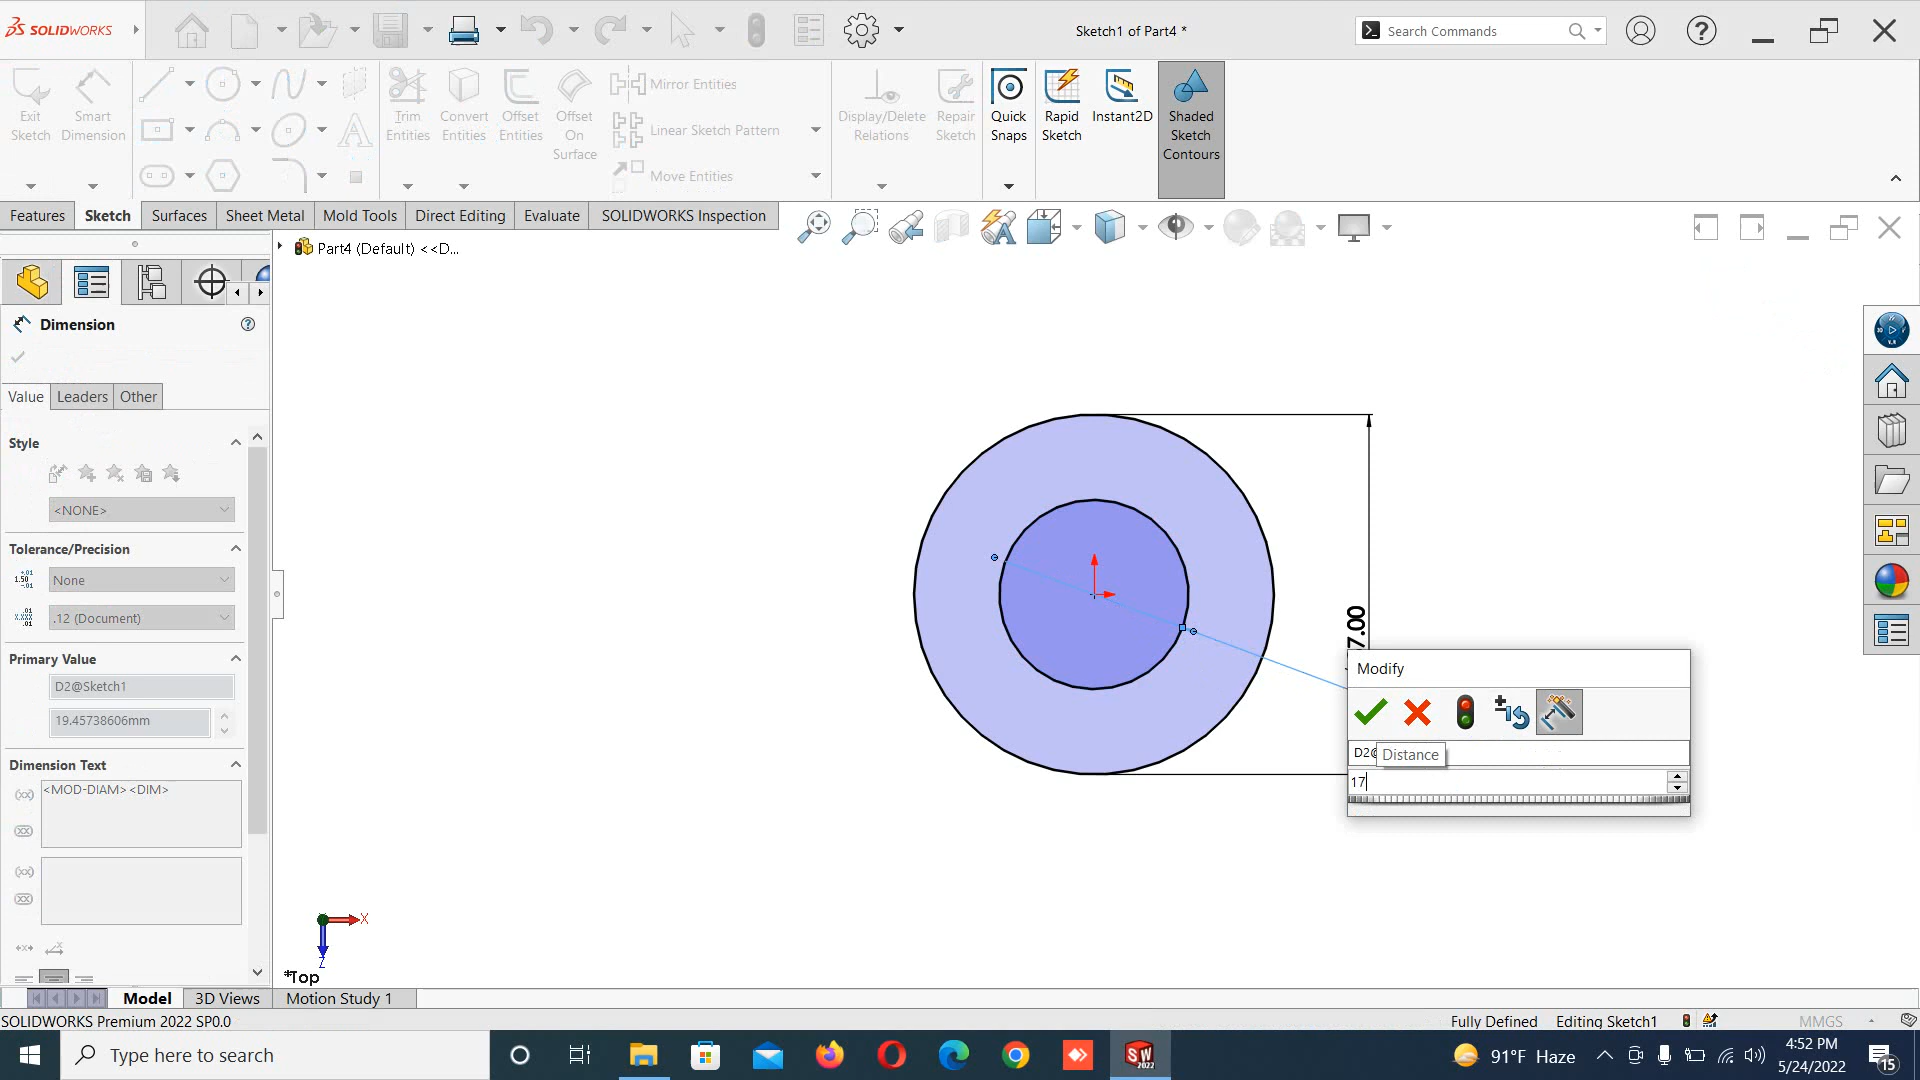 SOLIDWORKS
Sketch1 of Part4 *
Search Commands
Exit Sketch
Smart Dimension
Trim Entities
Convert Entities
Offset Entities
Offset On Surface
Mirror Entities
Linear Sketch Pattern
Move Entities
Display/Delete Relations
Repair Sketch
Quick Snaps
Rapid Sketch
Instant2D
Shaded Sketch Contours
Features
Sketch
Surfaces
Sheet Metal
Mold Tools
Direct Editing
Evaluate
SOLIDWORKS Inspection
Part4 (Default) <<D...
Dimension
Value
Leaders
Other
Style
<NONE>
Tolerance/Precision
None
.12 (Document)
Primary Value
D2@Sketch1
19.45738606mm
Dimension Text
<MOD-DIAM><DIM>
7.00
Modify
D2@
Distance
17
X
Z
*Top
Model
3D Views
Motion Study 1
SOLIDWORKS Premium 2022 SP0.0
Fully Defined
Editing Sketch1
MMGS
Type here to search
SW
2022
91°F Haze
4:52 PM
5/24/2022
15